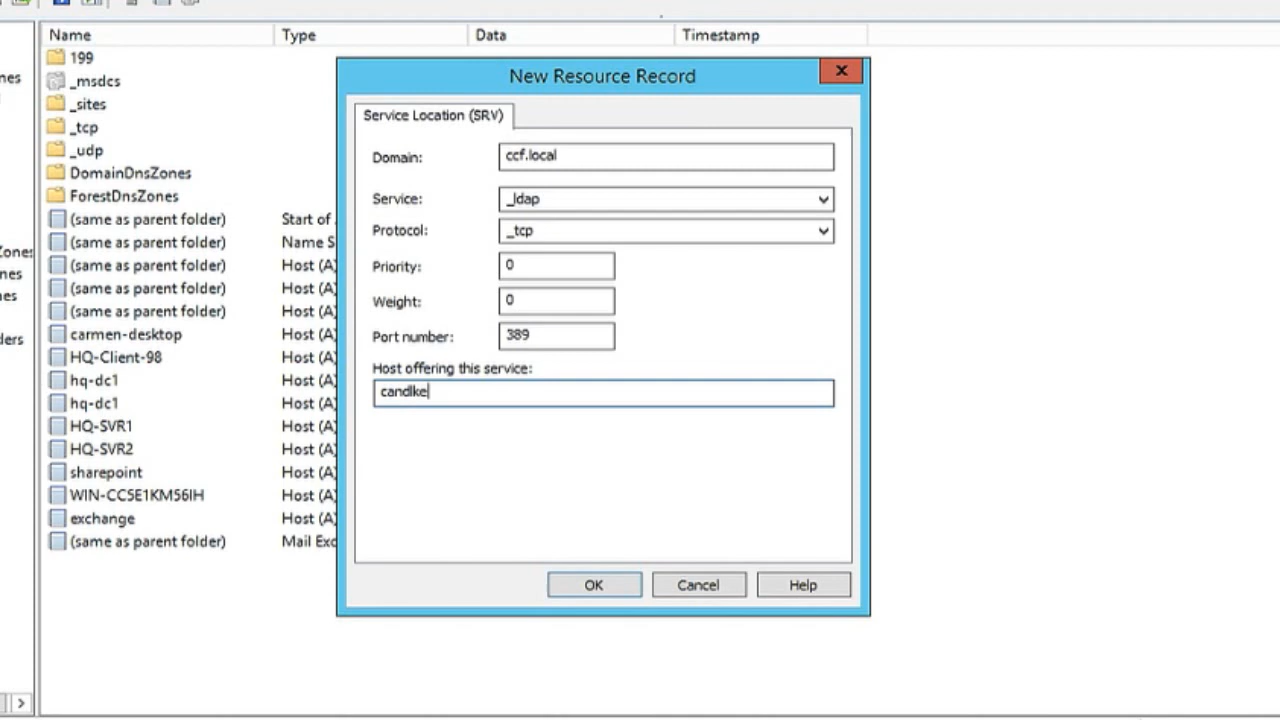 Name Type Data Timestamp
199
_msdcs
_sites
_tcp
_udp
DomainDnsZones
ForestDnsZones
(same as parent folder) Start of
(same as parent folder) Name S
(same as parent folder) Host (A)
(same as parent folder) Host (A)
(same as parent folder) Host (A)
carmen-desktop Host (A)
HQ-Client-98 Host (A)
hq-dc1 Host (A)
hq-dc1 Host (A)
HQ-SVR1 Host (A)
HQ-SVR2 Host (A)
sharepoint Host (A)
WIN-CC5E1KM56IH Host (A)
exchange Host (A)
(same as parent folder) Mail Exc
nes
Zones
nes
es
ders
New Resource Record
Service Location (SRV)
Domain: ccf.local
Service: _ldap
Protocol: _tcp
Priority: 0
Weight: 0
Port number: 389
Host offering this service:
candlke
OK Cancel Help